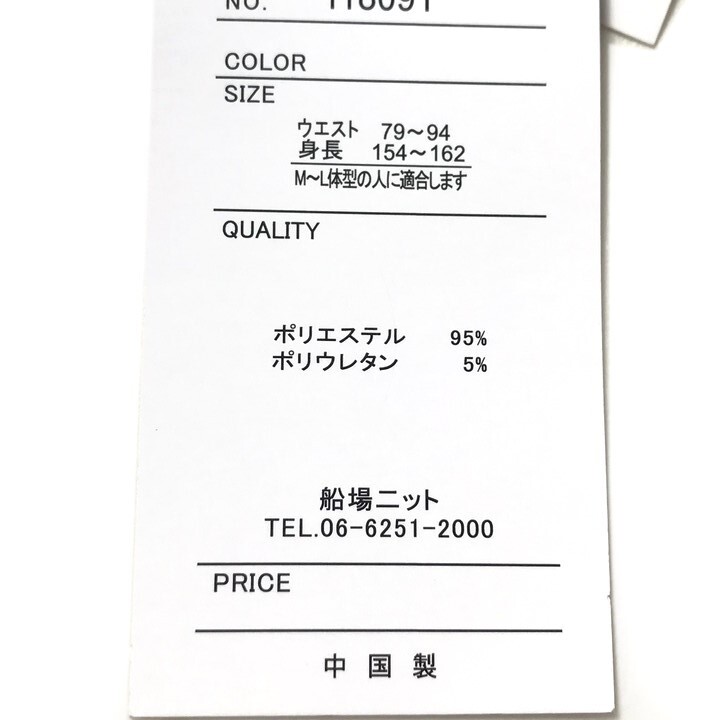 NO. 118091
COLOR
SIZE
ウエスト 79～94
身長 154～162
M～L体型の人に適合します
QUALITY
ポリエステル 95%
ポリウレタン 5%
船場ニット
TEL.06-6251-2000
PRICE
中国製